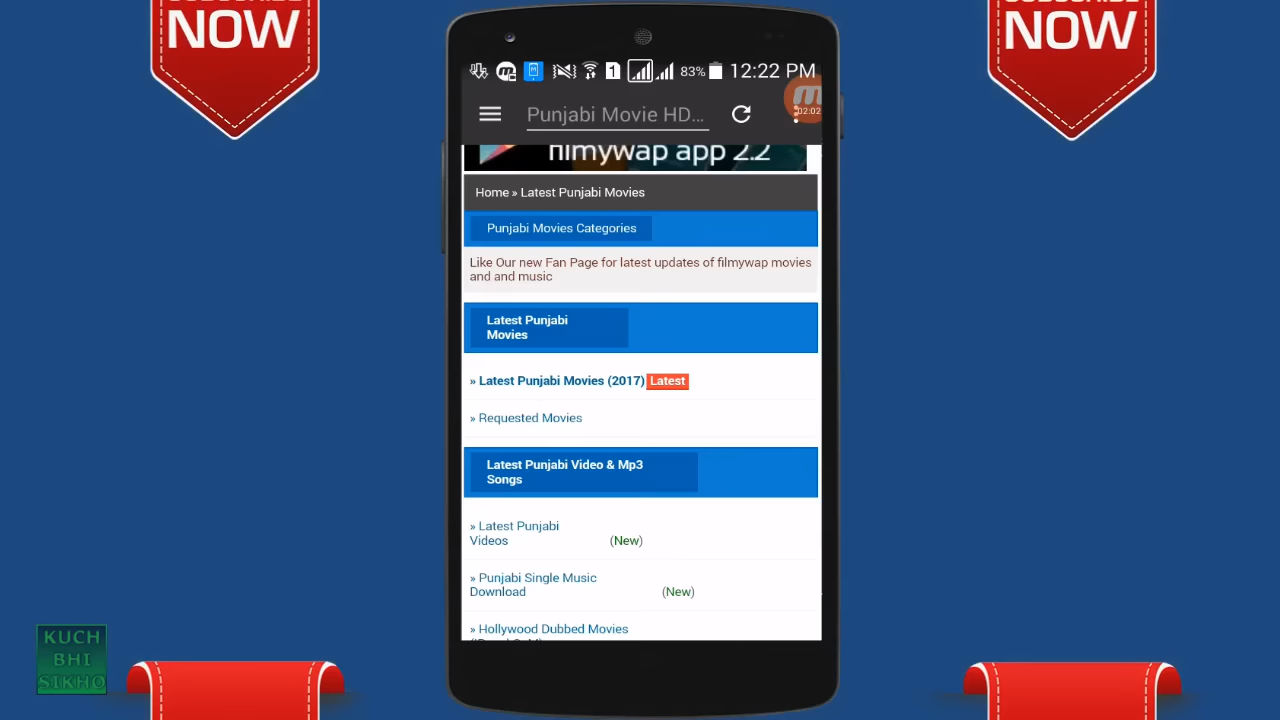 NOW
NOW
83% 12:22 PM
02:02
Punjabi Movie HD...
filmywap app 2.2
Home » Latest Punjabi Movies
Punjabi Movies Categories
Like Our new Fan Page for latest updates of filmywap movies
and and music
Latest Punjabi
Movies
» Latest Punjabi Movies (2017) Latest
» Requested Movies
Latest Punjabi Video & Mp3
Songs
» Latest Punjabi
Videos (New)
» Punjabi Single Music
Download (New)
» Hollywood Dubbed Movies
KUCH
BHI
SIKHO